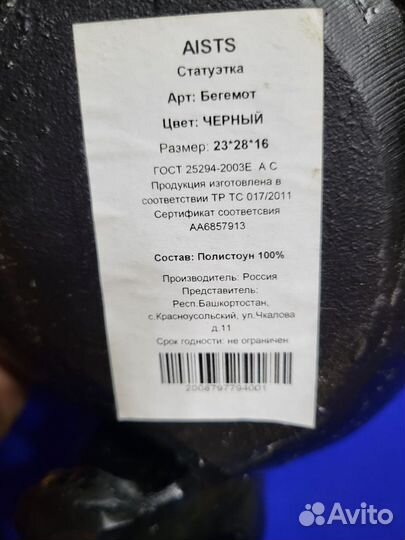 AISTS
Статуэтка
Арт: Бегемот
Цвет: ЧЕРНЫЙ
Размер: 23*28*16
ГОСТ 25294-2003Е А С
Продукция изготовлена в
соответствии ТР ТС 017/2011
Сертификат соответсвия
АА6857913
Состав: Полистоун 100%
Производитель: Россия
Представитель:
Респ.Башкортостан,
с.Красноусольский, ул.Чкалова
д.11
Срок годности: не ограничен
2008797794001
Avito